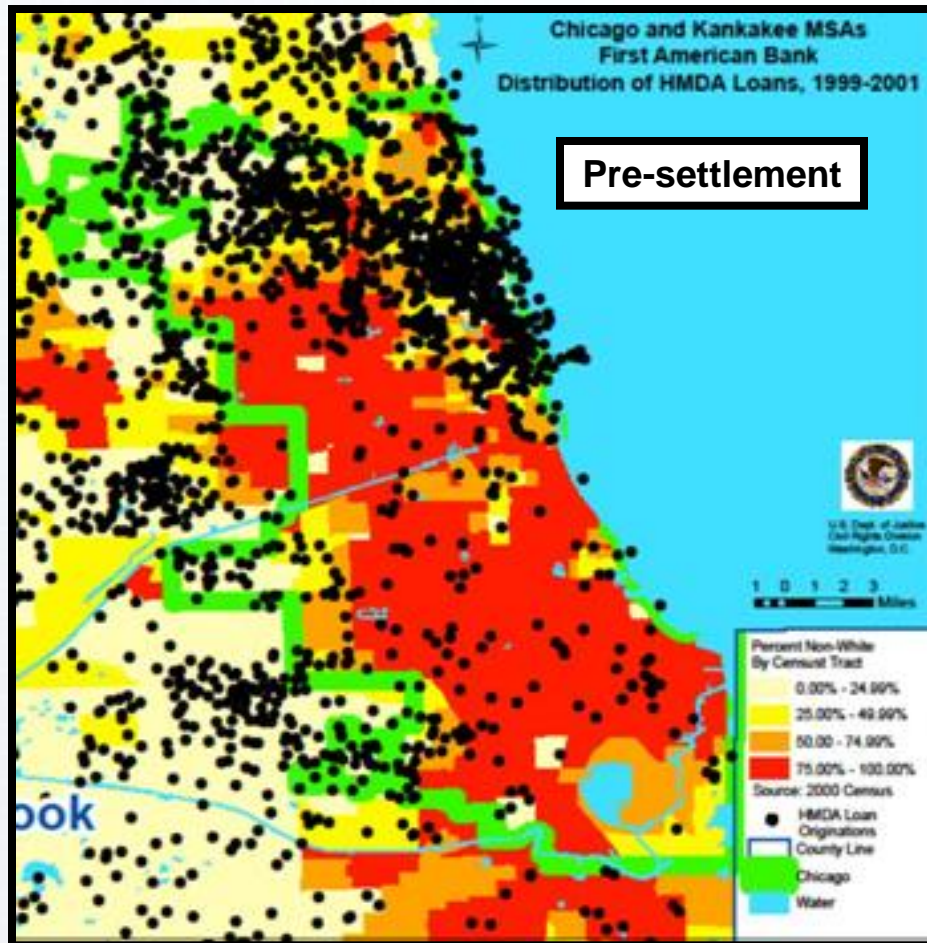 Chicago and Kankakee MSAs
First American Bank
Distribution of HMDA Loans, 1999-2001
Pre-settlement
U.S. Dept. of Justice
Civil Rights Division
Washington, D.C.
1 0 1 2 3
Miles
Percent Non-White
By Censust Tract
0.00% - 24.99%
25.00% - 49.99%
50.00 - 74.99%
75.00% - 100.00%
Source: 2000 Census
HMDA Loan
Originations
County Line
Chicago
Water
ook